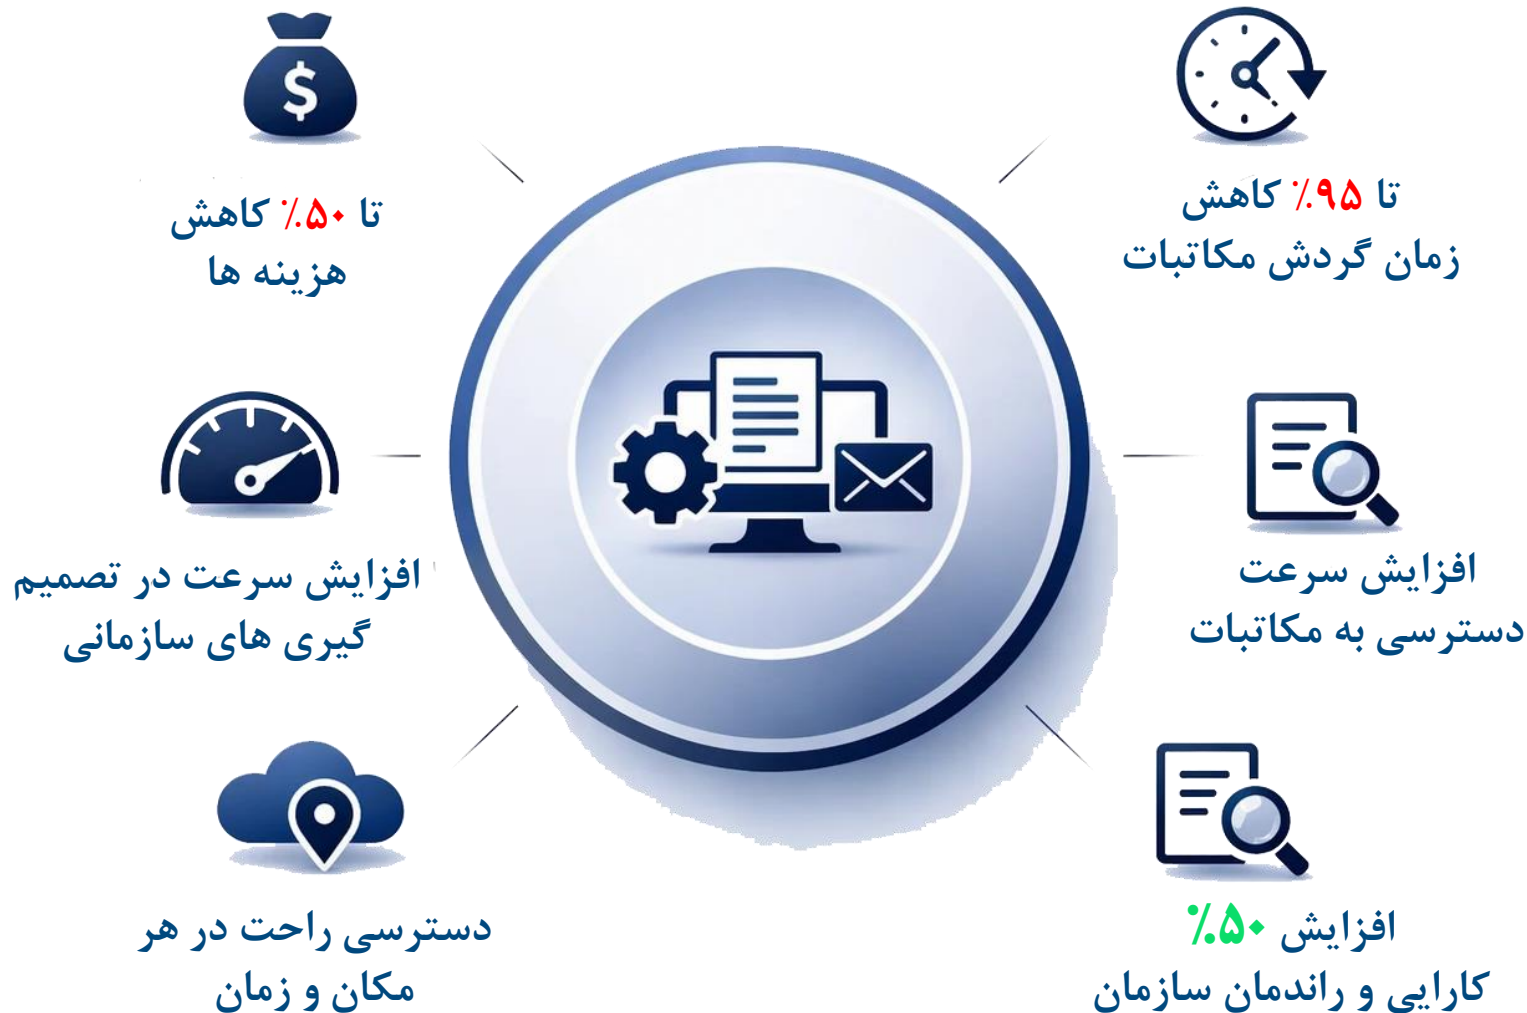 تا ۹۵٪ کاهش
زمان گردش مکاتبات
تا ۵۰٪ کاهش
هزینه ها
افزایش سرعت
دسترسی به مکاتبات
افزایش سرعت در تصمیم
گیری های سازمانی
افزایش ۵۰٪
کارایی و راندمان سازمان
دسترسی راحت در هر
مکان و زمان
$